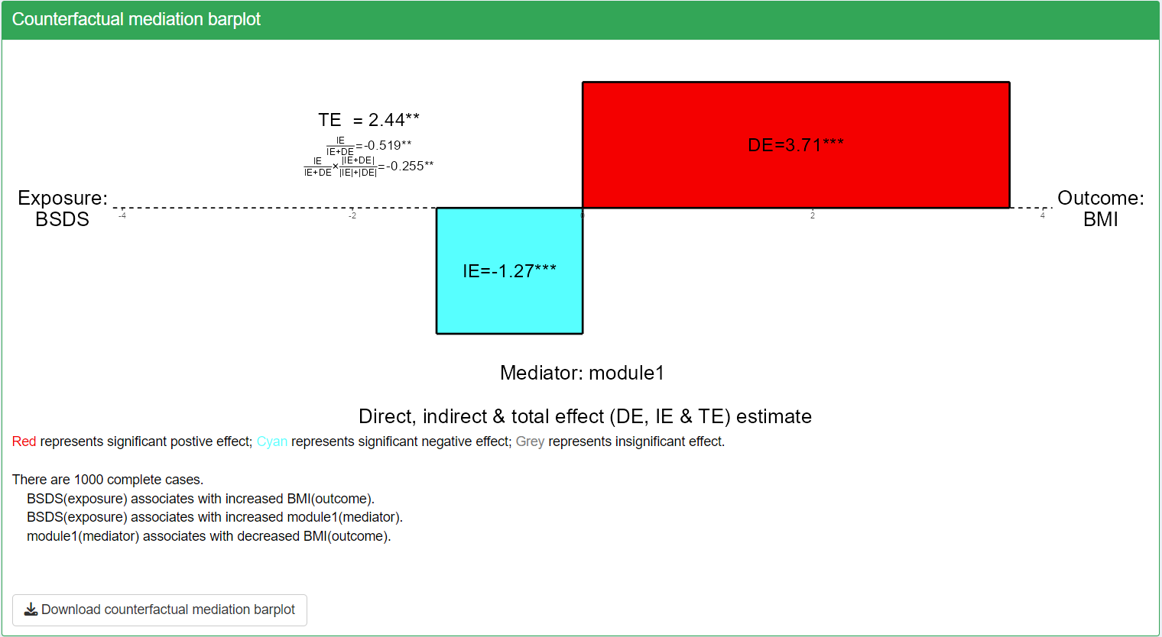 Counterfactual mediation barplot
TE = 2.44**
IE/IE+DE=-0.519**
IE/IE+DE×|IE+DE|/|IE|+|DE|=-0.255**
DE=3.71***
Exposure:
BSDS
Outcome:
BMI
-4 -2 0 2 4
IE=-1.27***
Mediator: module1
Direct, indirect & total effect (DE, IE & TE) estimate
Red represents significant postive effect; Cyan represents significant negative effect; Grey represents insignificant effect.
There are 1000 complete cases.
BSDS(exposure) associates with increased BMI(outcome).
BSDS(exposure) associates with increased module1(mediator).
module1(mediator) associates with decreased BMI(outcome).
Download counterfactual mediation barplot